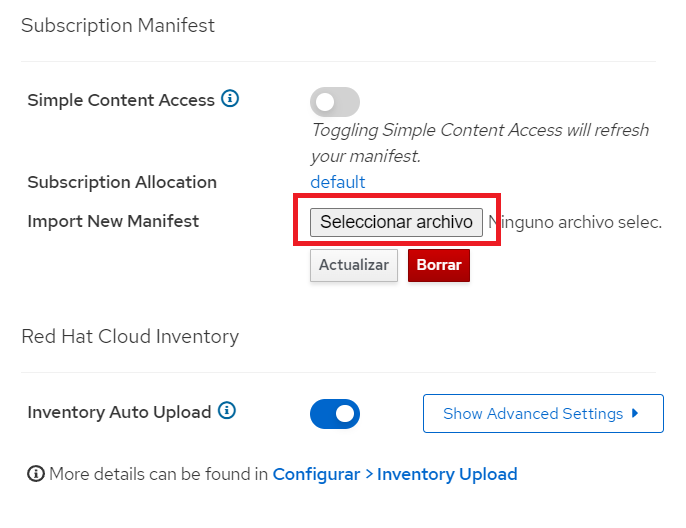 Subscription Manifest
Simple Content Access
Toggling Simple Content Access will refresh
your manifest.
Subscription Allocation default
Import New Manifest Seleccionar archivo Ninguno archivo selec.
Actualizar Borrar
Red Hat Cloud Inventory
Inventory Auto Upload Show Advanced Settings
More details can be found in Configurar > Inventory Upload